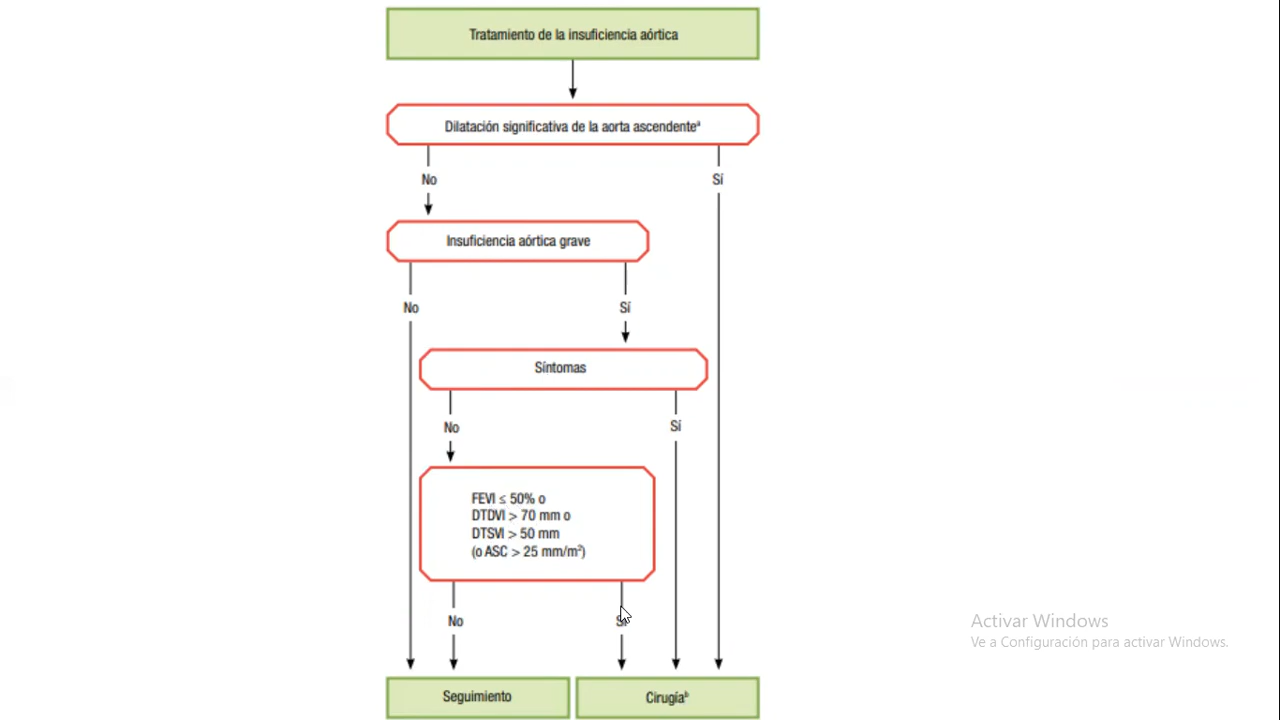 Tratamiento de la insuficiencia aórtica
Dilatación significativa de la aorta ascendenteᵃ
No
Sí
Insuficiencia aórtica grave
No
Sí
Síntomas
No
Sí
FEVI ≤ 50% o
DTDVI > 70 mm o
DTSVI > 50 mm
(o ASC > 25 mm/m²)
No
Sí
Seguimiento
Cirugíaᵇ
Activar Windows
Ve a Configuración para activar Windows.